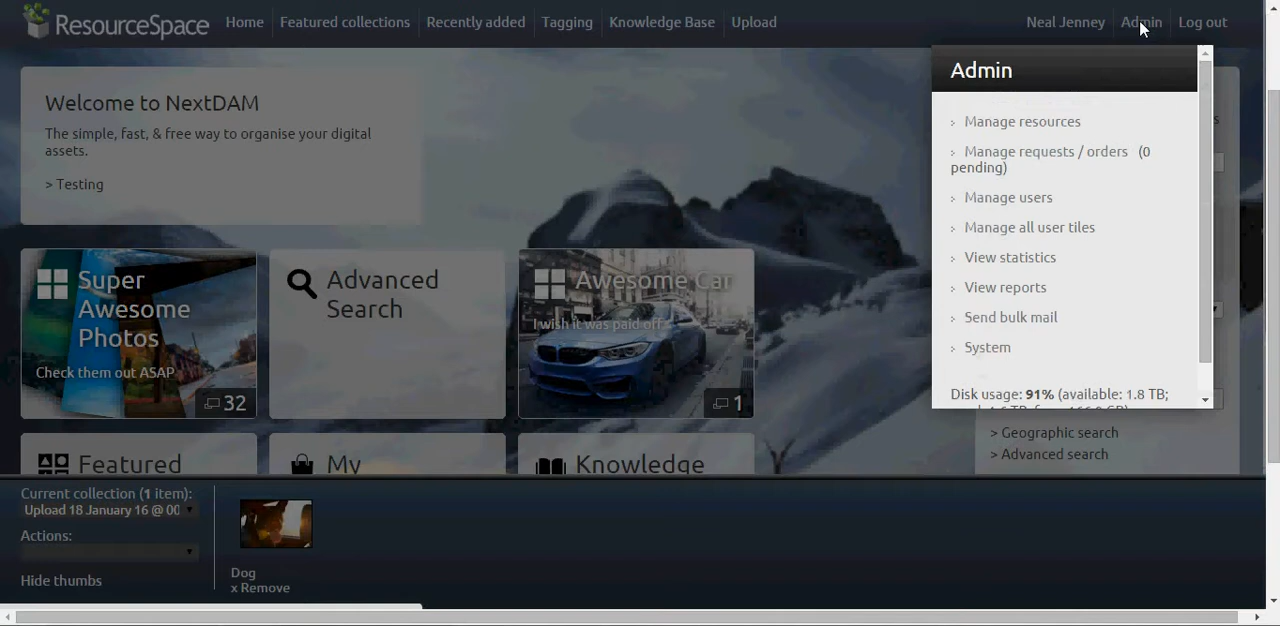 ResourceSpace
Home
Featured collections
Recently added
Tagging
Knowledge Base
Upload
Neal Jenney
Admin
Log out
Welcome to NextDAM
The simple, fast, & free way to organise your digital
assets.
> Testing
Super
Awesome
Photos
Check them out ASAP
32
Advanced
Search
Awesome Car
I wish it was paid off..
1
Featured
My
Knowledge
Admin
Manage resources
Manage requests / orders (0
pending)
Manage users
Manage all user tiles
View statistics
View reports
Send bulk mail
System
Disk usage: 91% (available: 1.8 TB;
> Geographic search
> Advanced search
Current collection (1 item):
Upload 18 January 16 @ 00
Actions:
Hide thumbs
Dog
x Remove